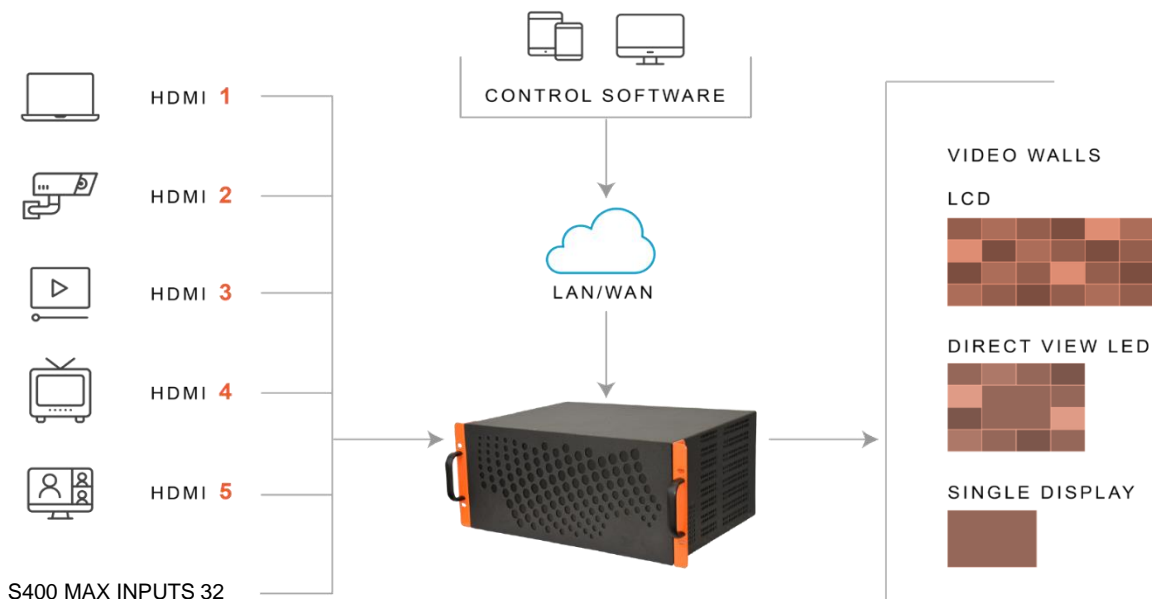 HDMI 1
HDMI 2
HDMI 3
HDMI 4
HDMI 5
S400 MAX INPUTS 32
CONTROL SOFTWARE
LAN/WAN
VIDEO WALLS
LCD
DIRECT VIEW LED
SINGLE DISPLAY